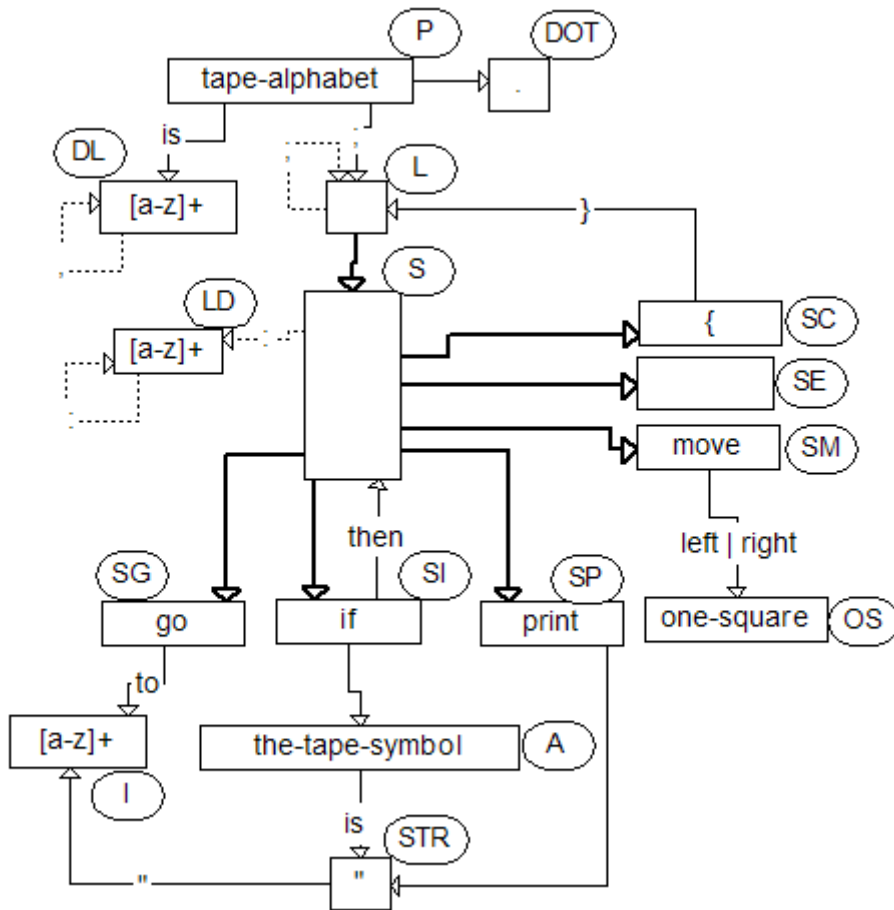 P
DOT
tape-alphabet
.
is
;
DL
,
L
[a-z]+
}
,
S
LD
:
{
SC
[a-z]+
SE
:
move
SM
then
left | right
SG
SI
SP
go
if
print
one-square
OS
to
[a-z]+
the-tape-symbol
A
I
is
STR
"
"